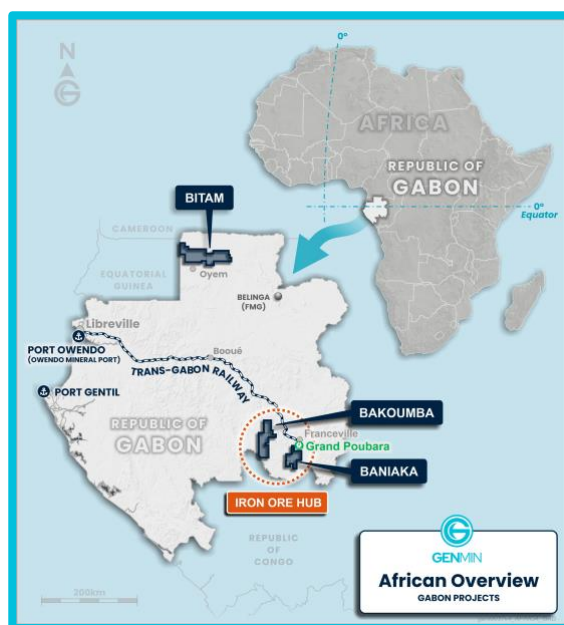 N
G
0°
AFRICA
REPUBLIC OF
GABON
0°
Equator
BITAM
CAMEROON
EQUATORIAL
GUINEA
Oyem
BELINGA
(FMG)
Libreville
PORT OWENDO
(OWENDO MINERAL PORT)
Booué
TRANS-GABON RAILWAY
PORT GENTIL
REPUBLIC OF
GABON
BAKOUMBA
Franceville
Grand Poubara
BANIAKA
IRON ORE HUB
REPUBLIC
OF
CONGO
200km
GENMIN
African Overview
GABON PROJECTS